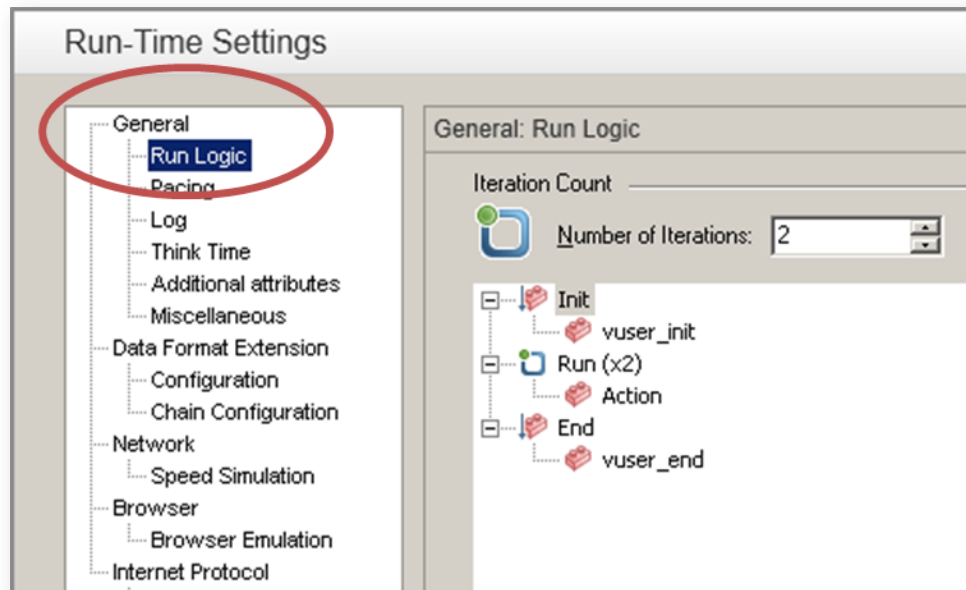 Run-Time Settings
General
Run Logic
Pacing
Log
Think Time
Additional attributes
Miscellaneous
Data Format Extension
Configuration
Chain Configuration
Network
Speed Simulation
Browser
Browser Emulation
Internet Protocol
General: Run Logic
Iteration Count
Number of Iterations: 2
Init
vuser_init
Run (x2)
Action
End
vuser_end